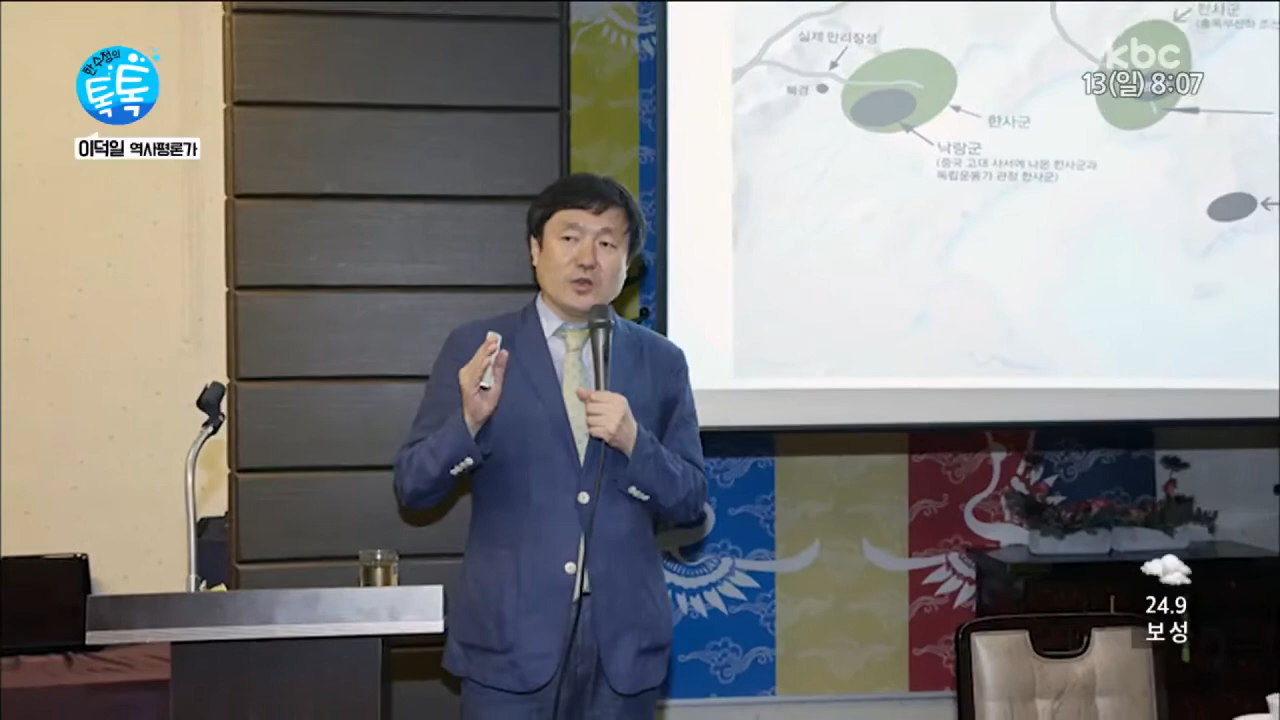 한수정의
톡톡
이덕일 역사평론가
kbc
13(일) 8:07
실제 만리장성
북경
한사군
낙랑군
(중국 고대 사서에 나온 한사군과
독립운동가 관점 한사군)
한사군
24.9
보성